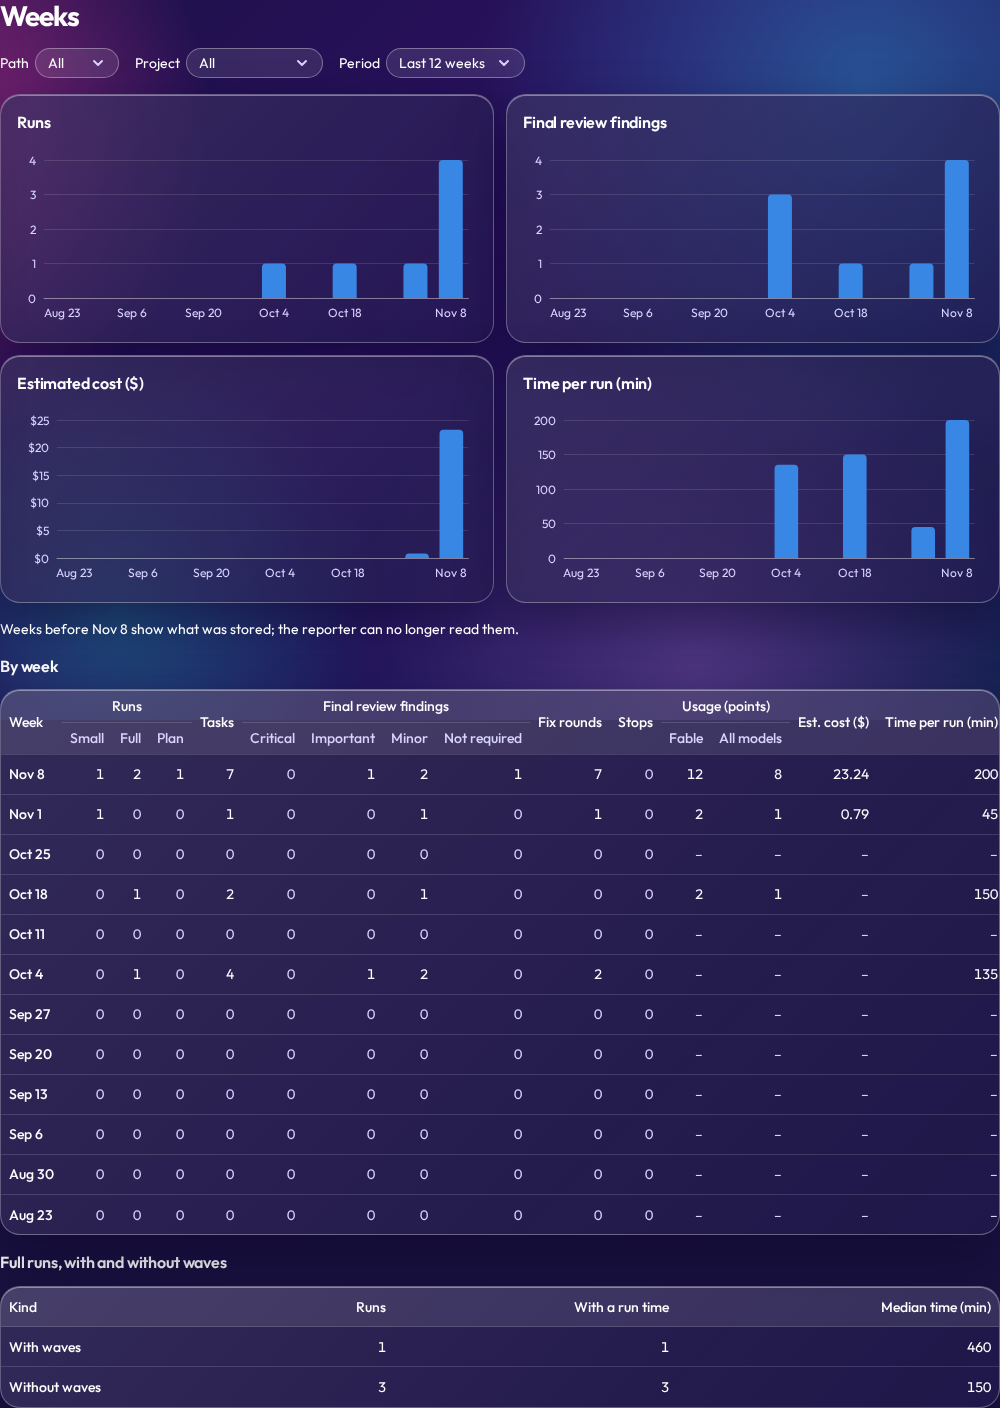 Weeks
Path All Project All Period Last 12 weeks
Runs
4
3
2
1
0
Aug 23 Sep 6 Sep 20 Oct 4 Oct 18 Nov 8
Final review findings
4
3
2
1
0
Aug 23 Sep 6 Sep 20 Oct 4 Oct 18 Nov 8
Estimated cost ($)
$25
$20
$15
$10
$5
$0
Aug 23 Sep 6 Sep 20 Oct 4 Oct 18 Nov 8
Time per run (min)
200
150
100
50
0
Aug 23 Sep 6 Sep 20 Oct 4 Oct 18 Nov 8
Weeks before Nov 8 show what was stored; the reporter can no longer read them.
By week
Runs Final review findings Usage (points)
Week Tasks Fix rounds Stops Est. cost ($) Time per run (min)
Small Full Plan Critical Important Minor Not required Fable All models
Nov 8 1 2 1 7 0 1 2 1 7 0 12 8 23.24 200
Nov 1 1 0 0 1 0 0 1 0 1 0 2 1 0.79 45
Oct 25 0 0 0 0 0 0 0 0 0 0 – – – –
Oct 18 0 1 0 2 0 0 1 0 0 0 2 1 – 150
Oct 11 0 0 0 0 0 0 0 0 0 0 – – – –
Oct 4 0 1 0 4 0 1 2 0 2 0 – – – 135
Sep 27 0 0 0 0 0 0 0 0 0 0 – – – –
Sep 20 0 0 0 0 0 0 0 0 0 0 – – – –
Sep 13 0 0 0 0 0 0 0 0 0 0 – – – –
Sep 6 0 0 0 0 0 0 0 0 0 0 – – – –
Aug 30 0 0 0 0 0 0 0 0 0 0 – – – –
Aug 23 0 0 0 0 0 0 0 0 0 0 – – – –
Full runs, with and without waves
Kind Runs With a run time Median time (min)
With waves 1 1 460
Without waves 3 3 150